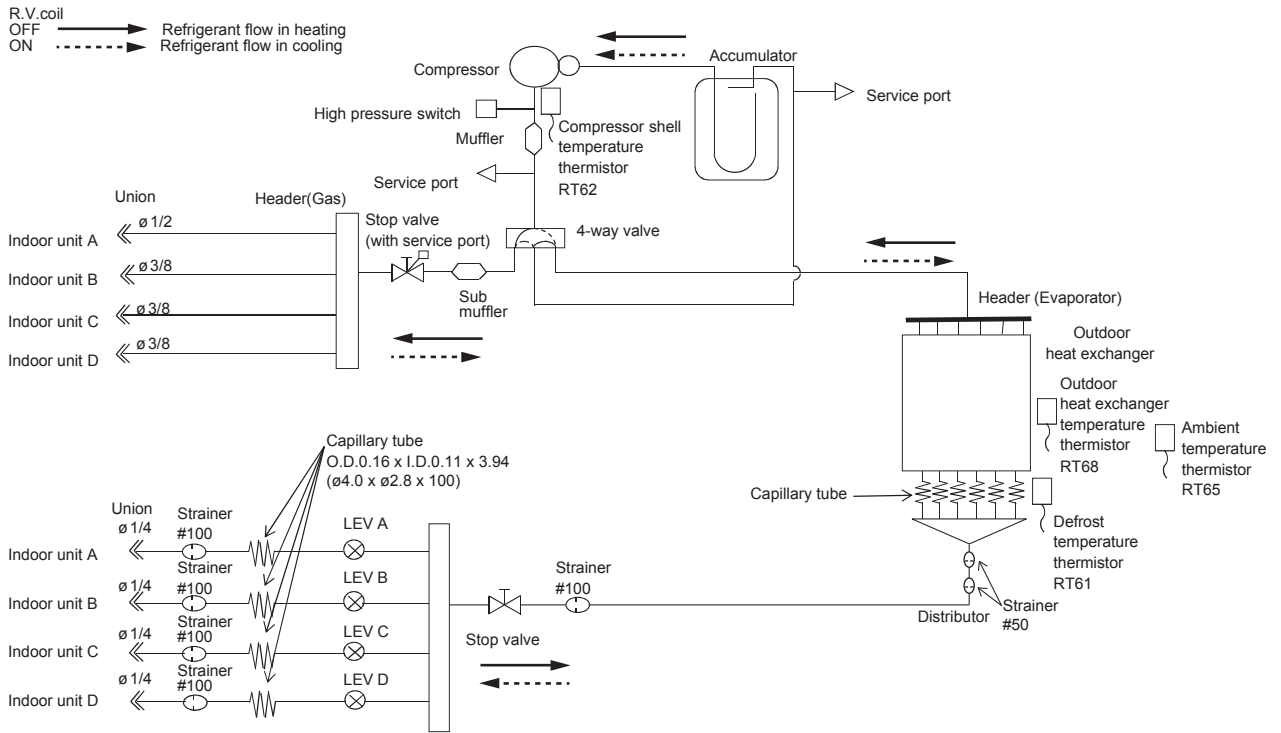 R.V.coil
OFF Refrigerant flow in heating
ON Refrigerant flow in cooling
Compressor
Accumulator
Service port
High pressure switch
Muffler
Compressor shell
temperature
thermistor
RT62
Service port
4-way valve
Union
Header(Gas)
Stop valve
(with service port)
Sub
muffler
Indoor unit A
ø 1/2
Indoor unit B
ø 3/8
Indoor unit C
ø 3/8
Indoor unit D
ø 3/8
Header (Evaporator)
Outdoor
heat exchanger
Outdoor
heat exchanger
temperature
thermistor
RT68
Ambient
temperature
thermistor
RT65
Capillary tube
Defrost
temperature
thermistor
RT61
Distributor
Strainer
#50
Capillary tube
O.D.0.16 x I.D.0.11 x 3.94
(ø4.0 x ø2.8 x 100)
Union
Indoor unit A
ø 1/4
Strainer
#100
LEV A
Indoor unit B
ø 1/4
Strainer
#100
LEV B
Indoor unit C
ø 1/4
Strainer
#100
LEV C
Indoor unit D
ø 1/4
Strainer
#100
LEV D
Stop valve
Strainer
#100